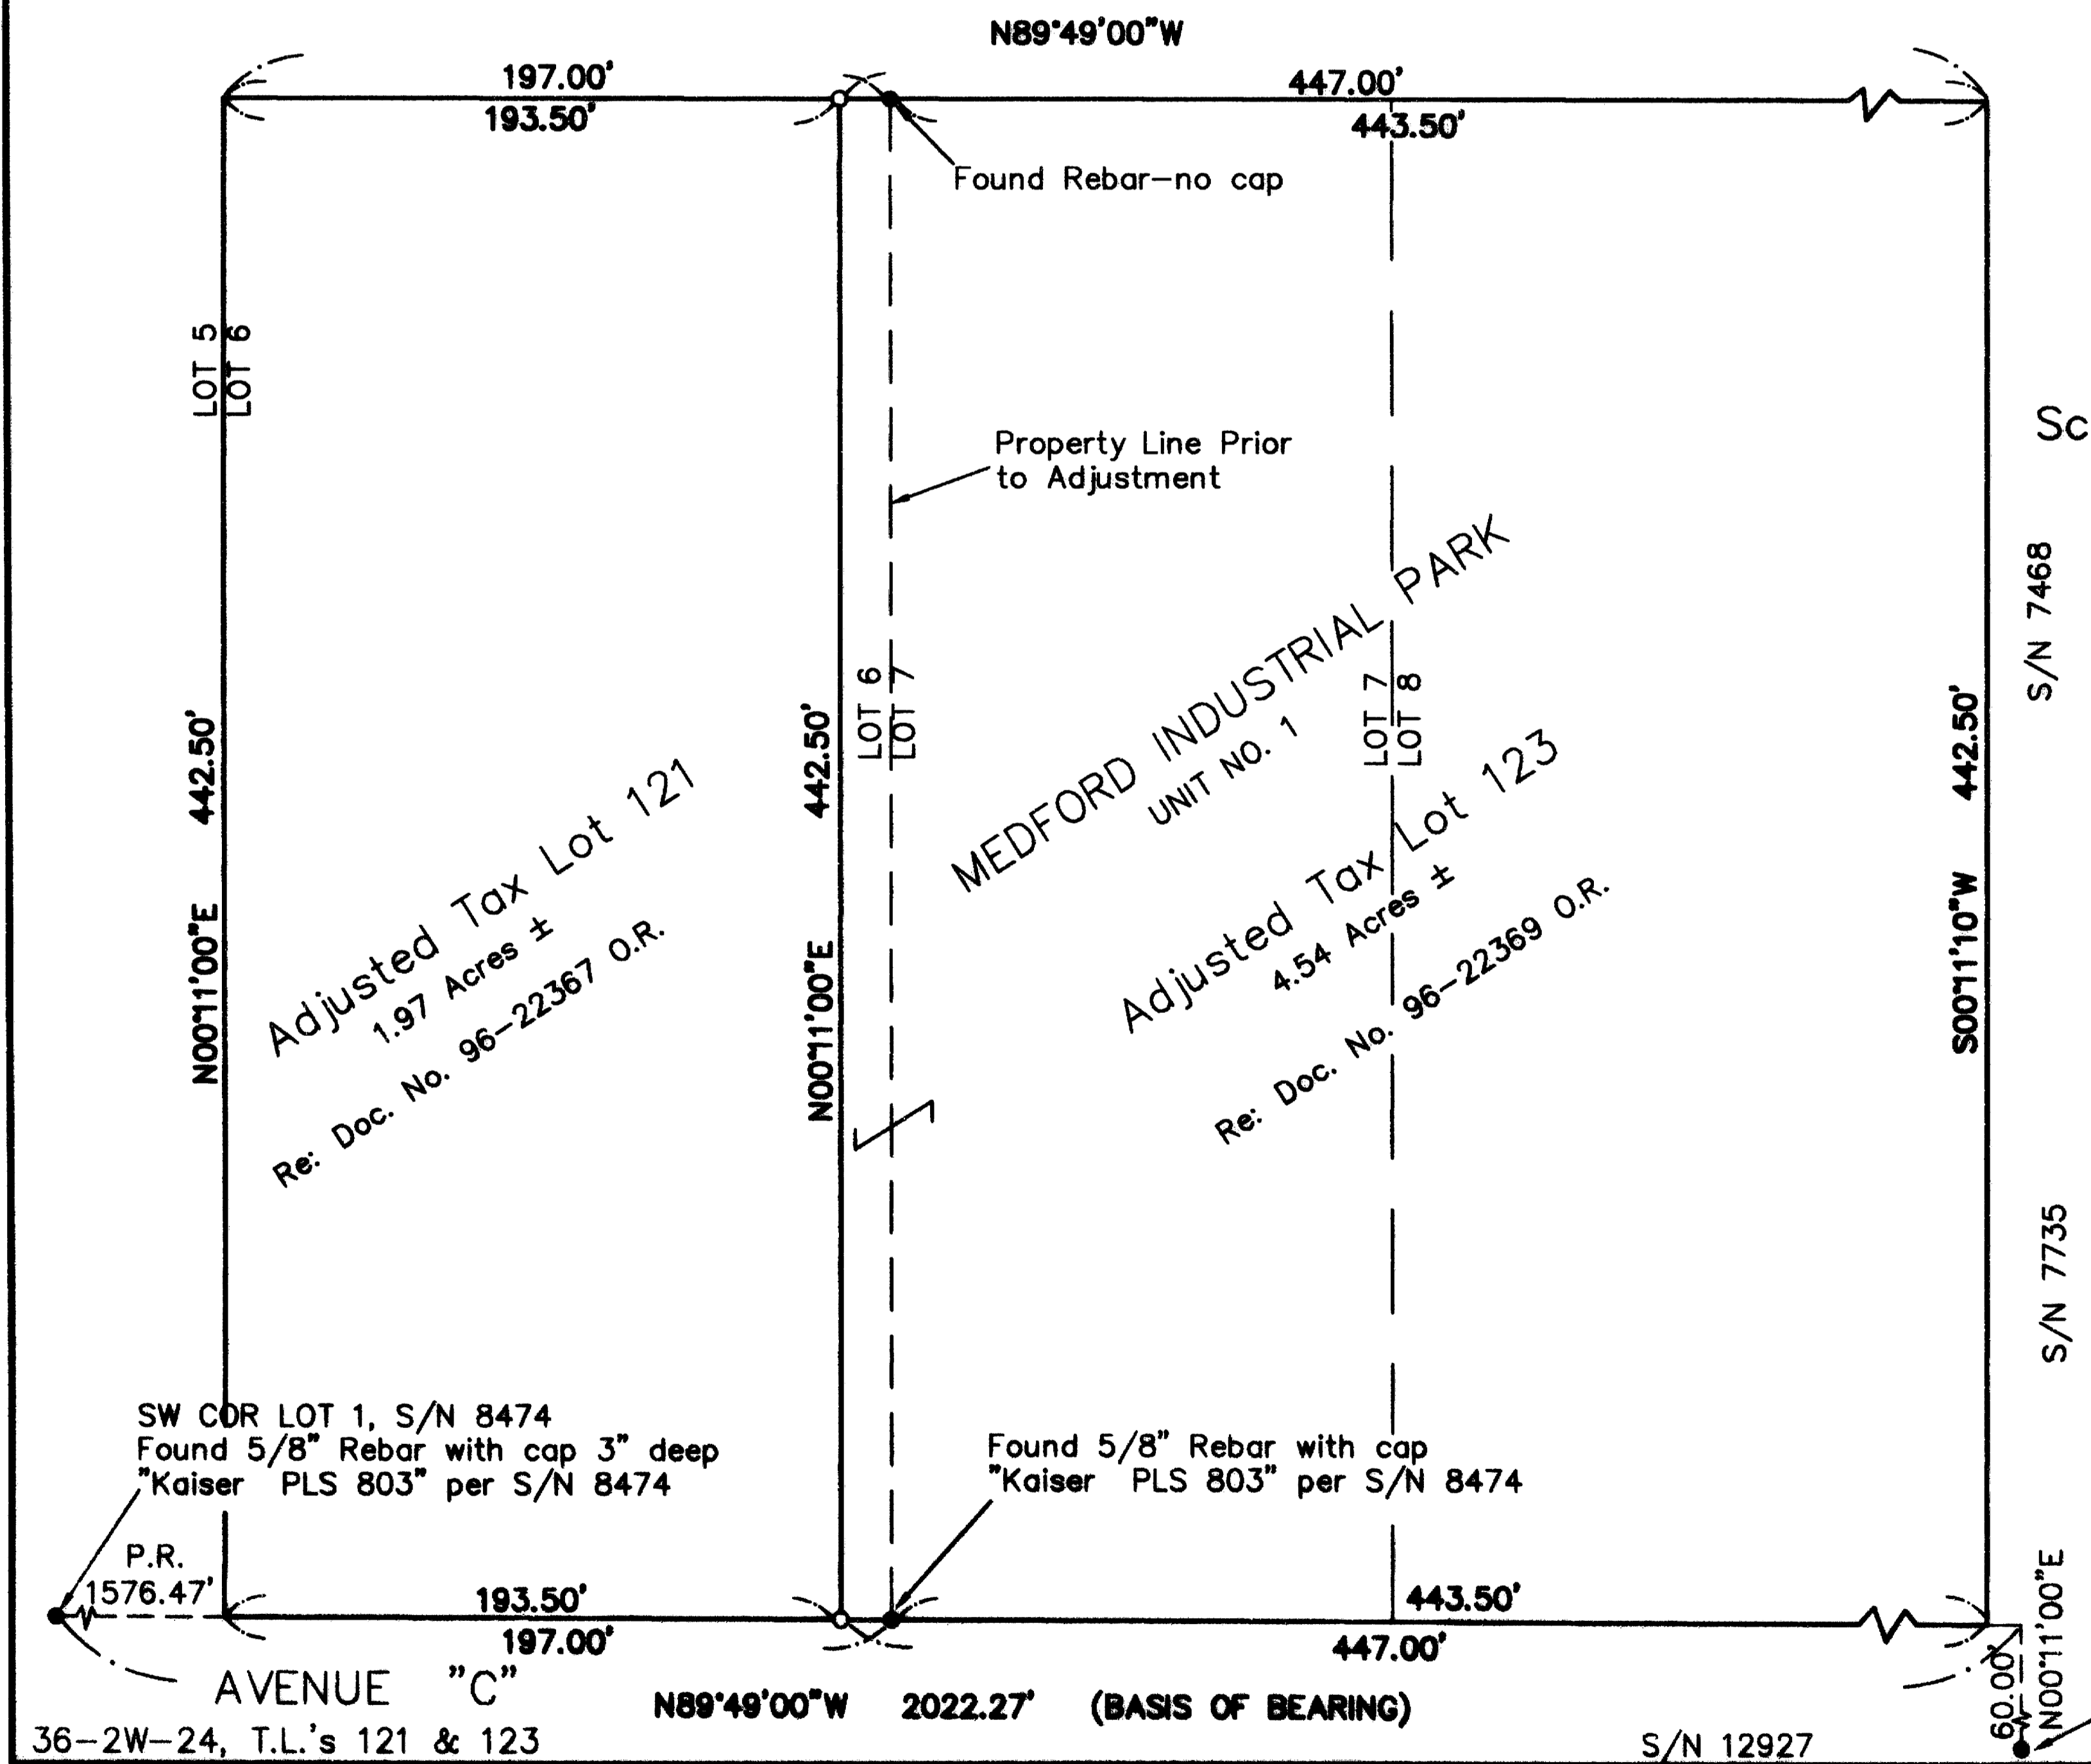 N89°49'00"W
197.00'
193.50'
447.00'
443.50'
Found Rebar-no cap
LOT 5
LOT 6
Property Line Prior
to Adjustment
Sc
S/N 7468
MEDFORD INDUSTRIAL PARK
UNIT NO. 1
LOT 6
LOT 7
LOT 7
LOT 8
N00°11'00"E 442.50'
N00°11'00"E 442.50'
S00°11'10"W 442.50'
Adjusted Tax Lot 121
1.97 Acres ±
Re: Doc. No. 96-22367 O.R.
Adjusted Tax Lot 123
4.54 Acres ±
Re: Doc. No. 96-22369 O.R.
S/N 7735
SW COR LOT 1, S/N 8474
Found 5/8" Rebar with cap 3" deep
"Kaiser PLS 803" per S/N 8474
Found 5/8" Rebar with cap
"Kaiser PLS 803" per S/N 8474
P.R.
1576.47'
193.50'
197.00'
443.50'
447.00'
60.00'
N00°11'00"E
AVENUE "C"
N89°49'00"W 2022.27' (BASIS OF BEARING)
36-2W-24, T.L.'s 121 & 123
S/N 12927